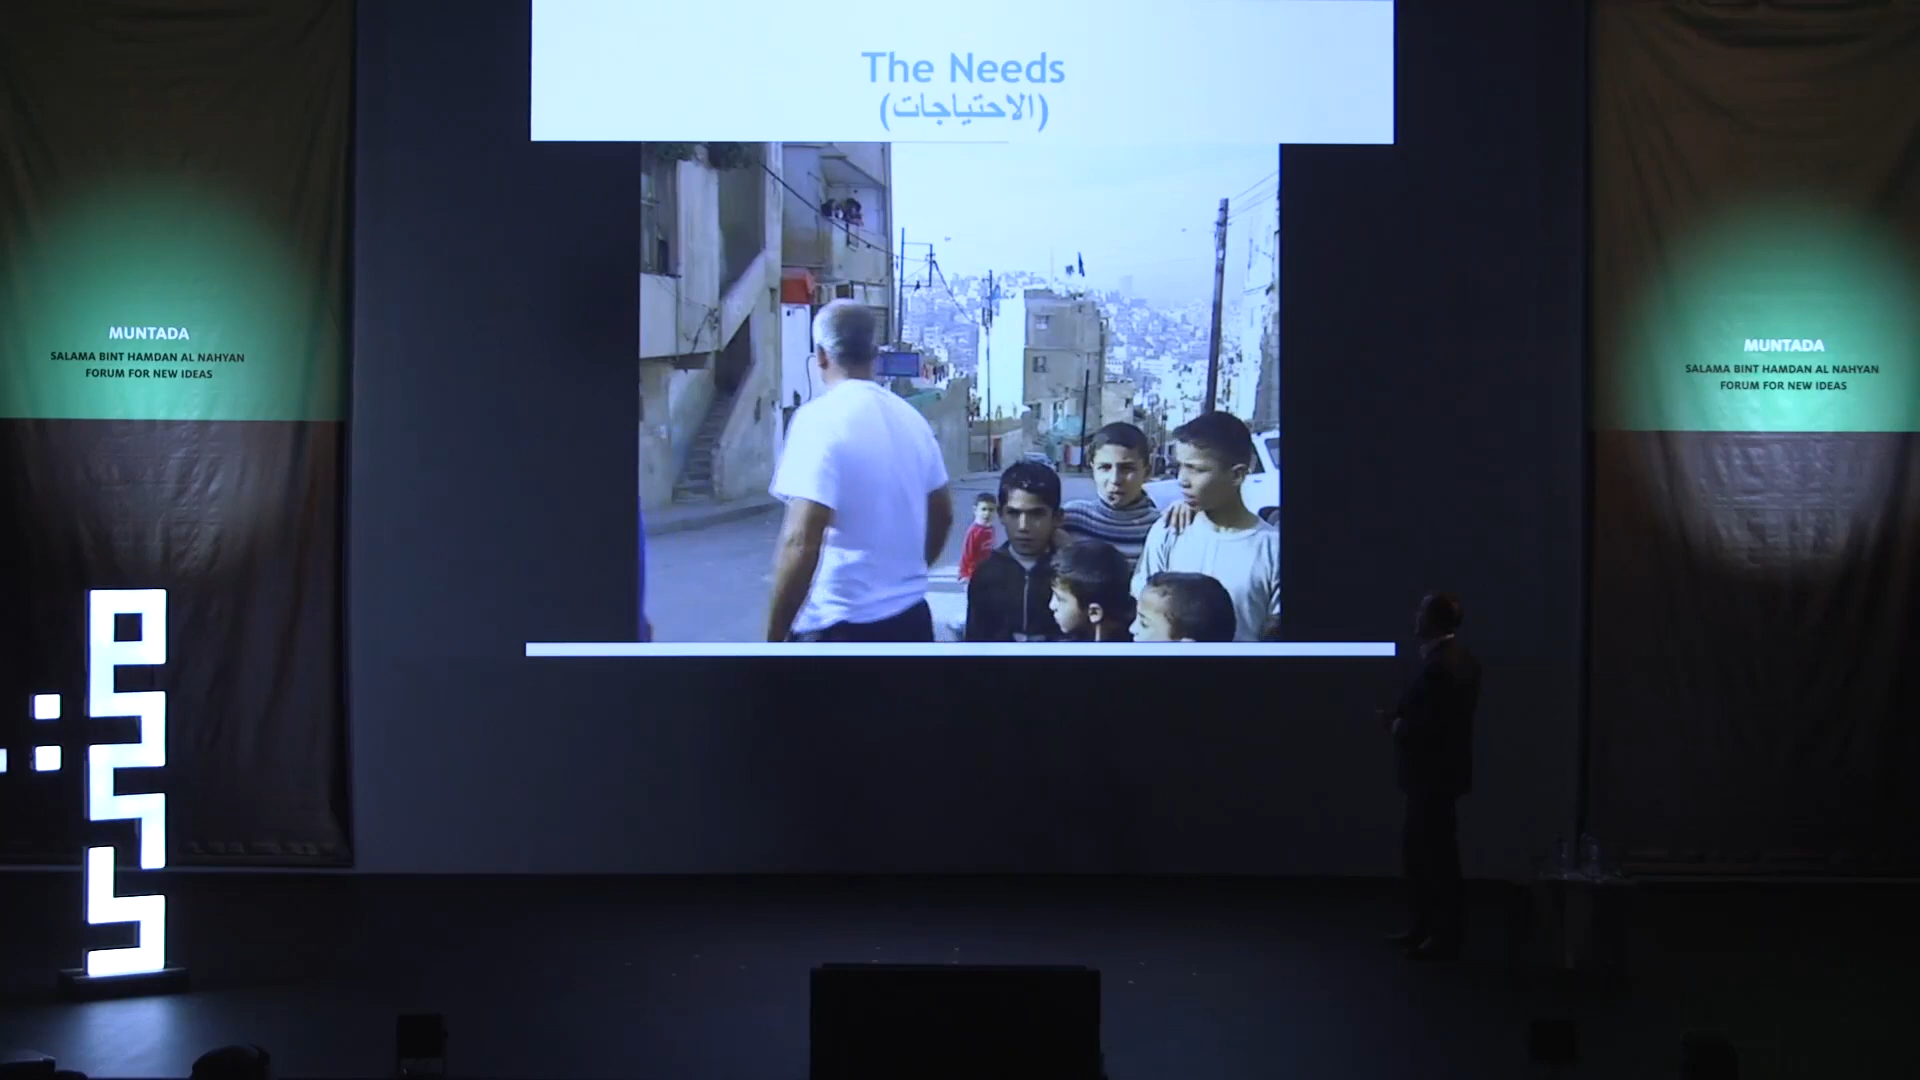 The Needs
(الاحتياجات)
MUNTADA
SALAMA BINT HAMDAN AL NAHYAN
FORUM FOR NEW IDEAS
MUNTADA
SALAMA BINT HAMDAN AL NAHYAN
FORUM FOR NEW IDEAS